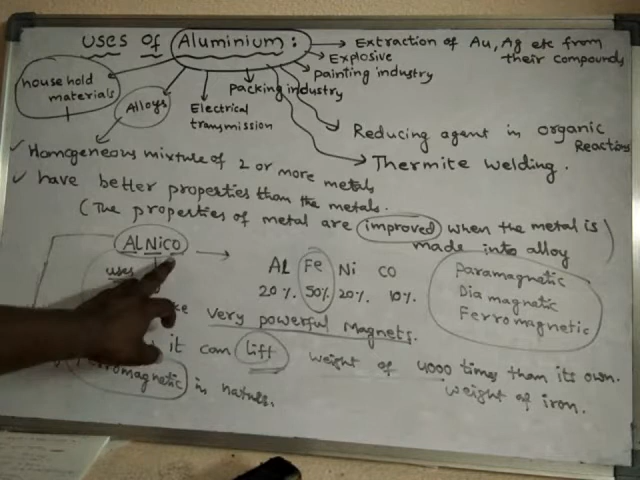 uses of Aluminium:
Extraction of Au, Ag etc from their compounds
Explosive
painting industry
packing industry
household materials
Alloys
Electrical transmission
Reducing agent in organic Reactions
Thermite welding.
✓ Homogeneous mixture of 2 or more metals
✓ have better properties than the metals.
(The properties of metal are improved when the metal is made into alloy)
ALNiCO
AL Fe Ni CO
20%. 50%. 20%. 10%.
Paramagnetic
Dia magnetic
Ferromagnetic
uses
very powerful Magnets.
it can lift weight of 4000 times than its own. weight of iron.
in nature.